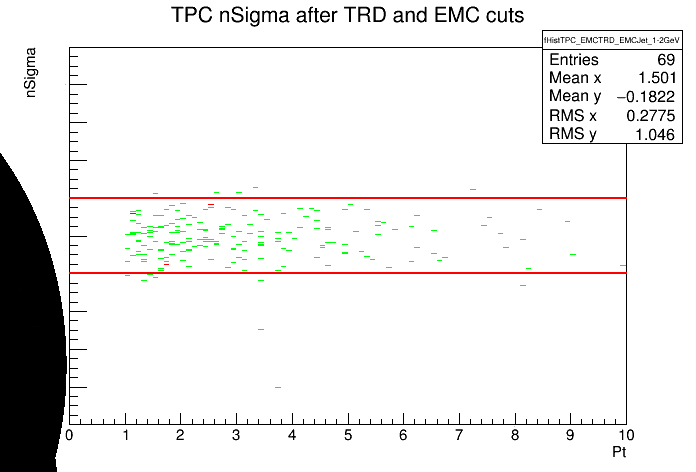 TPC nSigma after TRD and EMC cuts
nSigma
fHistTPC_EMCTRD_EMCJet_1-2GeV
Entries 69
Mean x 1.501
Mean y −0.1822
RMS x 0.2775
RMS y 1.046
0 1 2 3 4 5 6 7 8 9 10
Pt